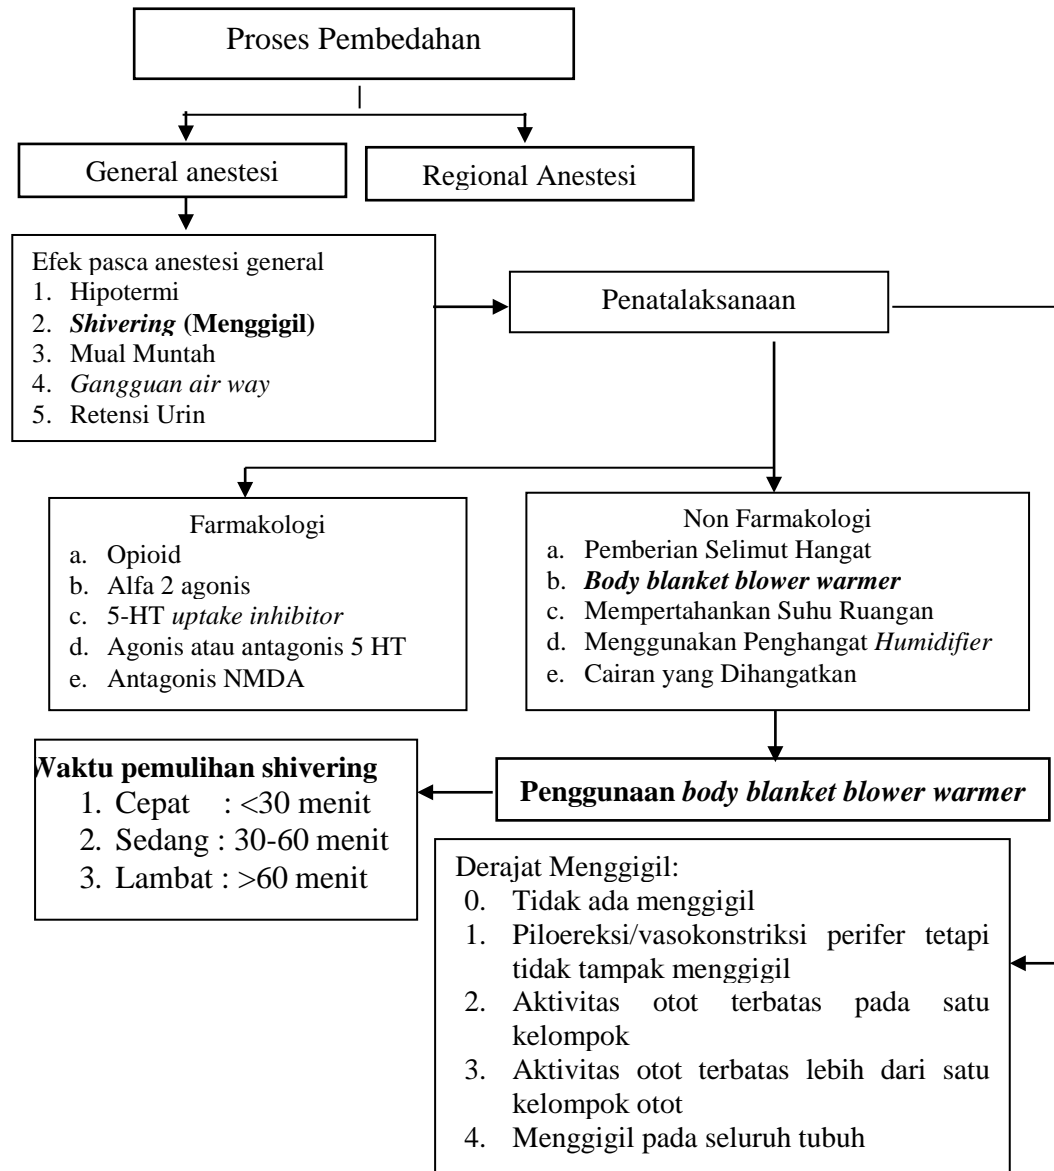 Proses Pembedahan
General anestesi
Regional Anestesi
Efek pasca anestesi general
1. Hipotermi
2. Shivering (Menggigil)
3. Mual Muntah
4. Gangguan air way
5. Retensi Urin
Penatalaksanaan
Farmakologi
a. Opioid
b. Alfa 2 agonis
c. 5-HT uptake inhibitor
d. Agonis atau antagonis 5 HT
e. Antagonis NMDA
Non Farmakologi
a. Pemberian Selimut Hangat
b. Body blanket blower warmer
c. Mempertahankan Suhu Ruangan
d. Menggunakan Penghangat Humidifier
e. Cairan yang Dihangatkan
Waktu pemulihan shivering
1. Cepat : <30 menit
2. Sedang : 30-60 menit
3. Lambat : >60 menit
Penggunaan body blanket blower warmer
Derajat Menggigil:
0. Tidak ada menggigil
1. Piloereksi/vasokonstriksi perifer tetapi
tidak tampak menggigil
2. Aktivitas otot terbatas pada satu
kelompok
3. Aktivitas otot terbatas lebih dari satu
kelompok otot
4. Menggigil pada seluruh tubuh